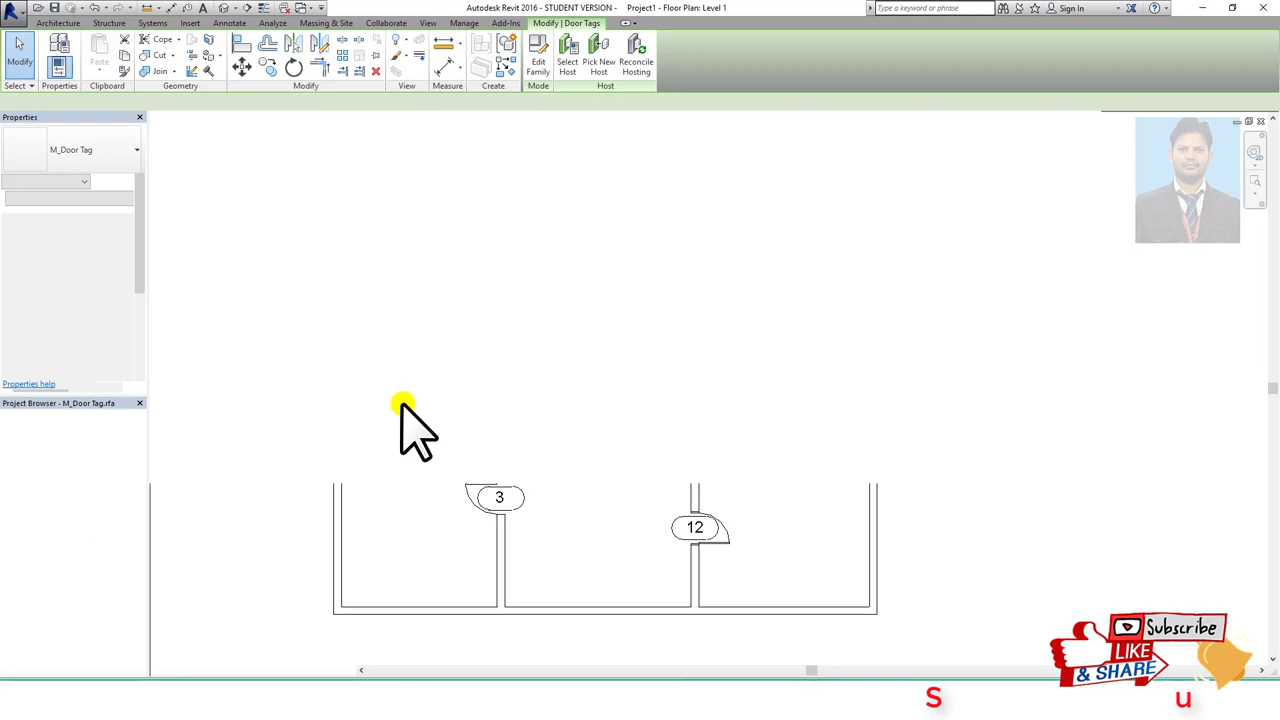 Autodesk Revit 2016 - STUDENT VERSION - Project1 - Floor Plan: Level 1
Type a keyword or phrase
Sign In
Architecture Structure Systems Insert Annotate Analyze Massing & Site Collaborate View Manage Add-Ins Modify | Door Tags
Modify
Paste
Cope
Cut
Join
Edit Family
Select Host
Pick New Host
Reconcile Hosting
Select Properties Clipboard Geometry Modify View Measure Create Mode Host
Properties
M_Door Tag
Properties help
Project Browser - M_Door Tag.rfa
3
12
Subscribe
LIKE
& SHARE
S u